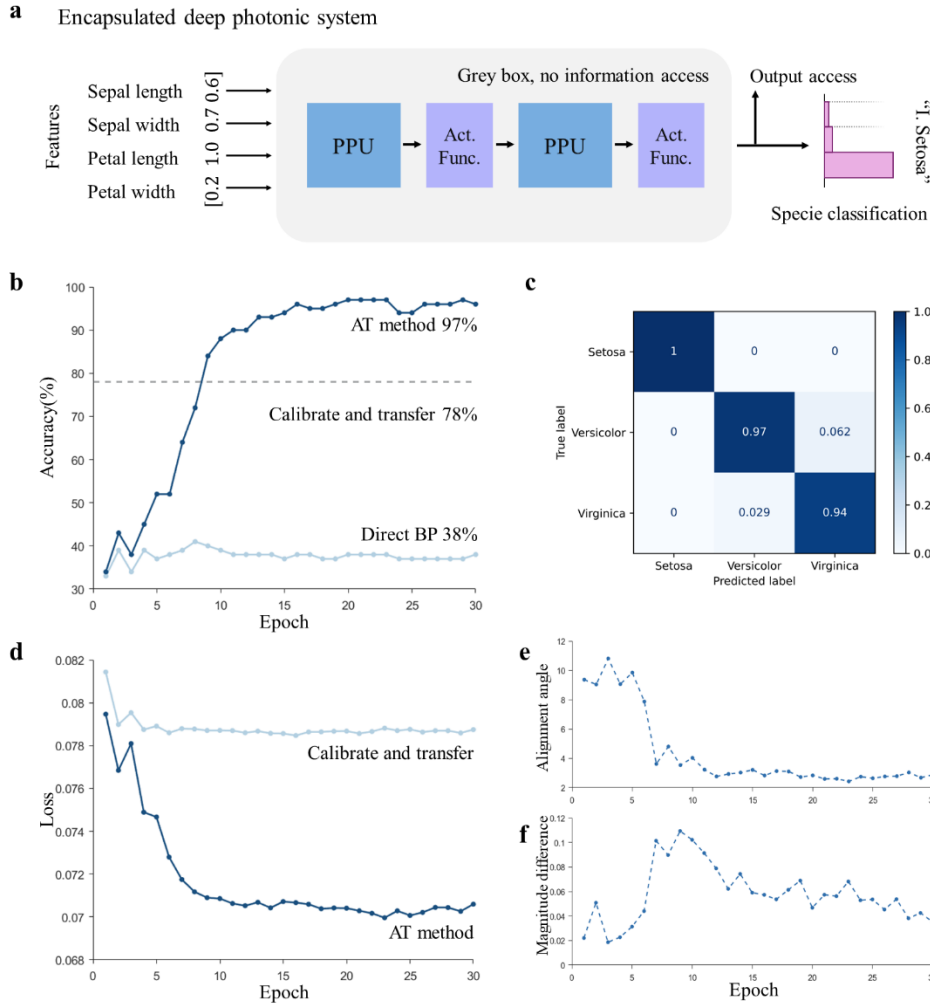 a Encapsulated deep photonic system
Features
Sepal length
Sepal width
Petal length
Petal width
[0.2 1.0 0.7 0.6]
Grey box, no information access
PPU
Act.
Func.
PPU
Act.
Func.
Output access
"I. Setosa"
Specie classification
b
Accuracy(%)
100
90
80
70
60
50
40
30
AT method 97%
Calibrate and transfer 78%
Direct BP 38%
0 5 10 15 20 25 30
Epoch
c
True label
Setosa
Versicolor
Virginica
1 0 0
0 0.97 0.062
0 0.029 0.94
Setosa Versicolor Virginica
Predicted label
1.0
0.8
0.6
0.4
0.2
0.0
d
Loss
0.082
0.08
0.078
0.076
0.074
0.072
0.07
0.068
Calibrate and transfer
AT method
0 5 10 15 20 25 30
Epoch
e
Alignment angle
12
10
8
6
4
2
0 5 10 15 20 25 30
f
Magnitude difference
0.12
0.1
0.08
0.06
0.04
0.02
0
0 5 10 15 20 25 30
Epoch